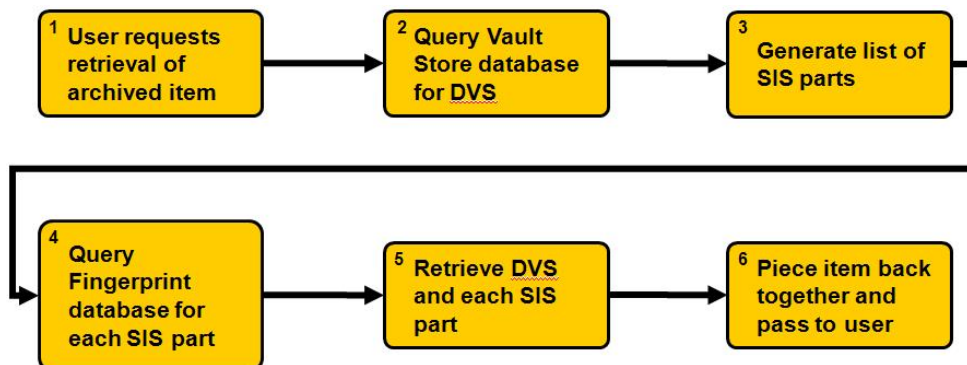 1
User requests
retrieval of
archived item
2
Query Vault
Store database
for DVS
3
Generate list of
SIS parts
4
Query
Fingerprint
database for
each SIS part
5
Retrieve DVS
and each SIS
part
6
Piece item back
together and
pass to user